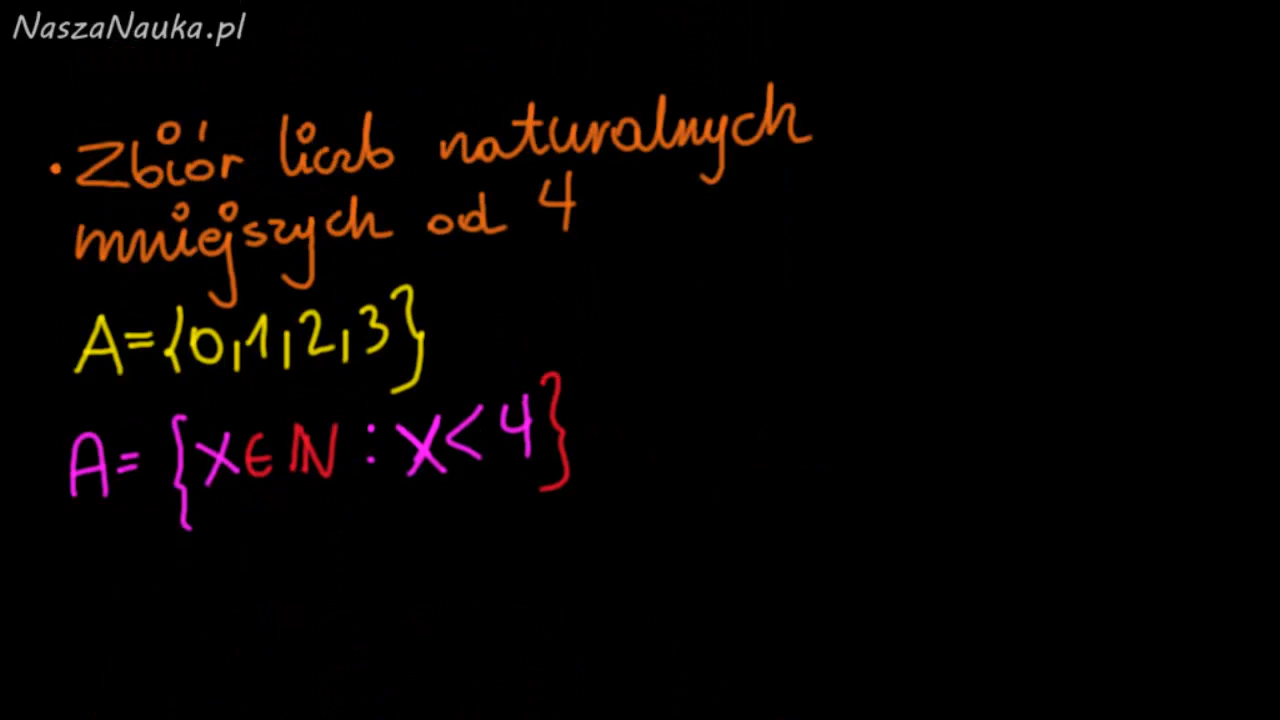 NaszaNauka.pl
• Zbiór liczb naturalnych
mniejszych od 4
A={0,1,2,3}
A={x∈ℕ:x<4}